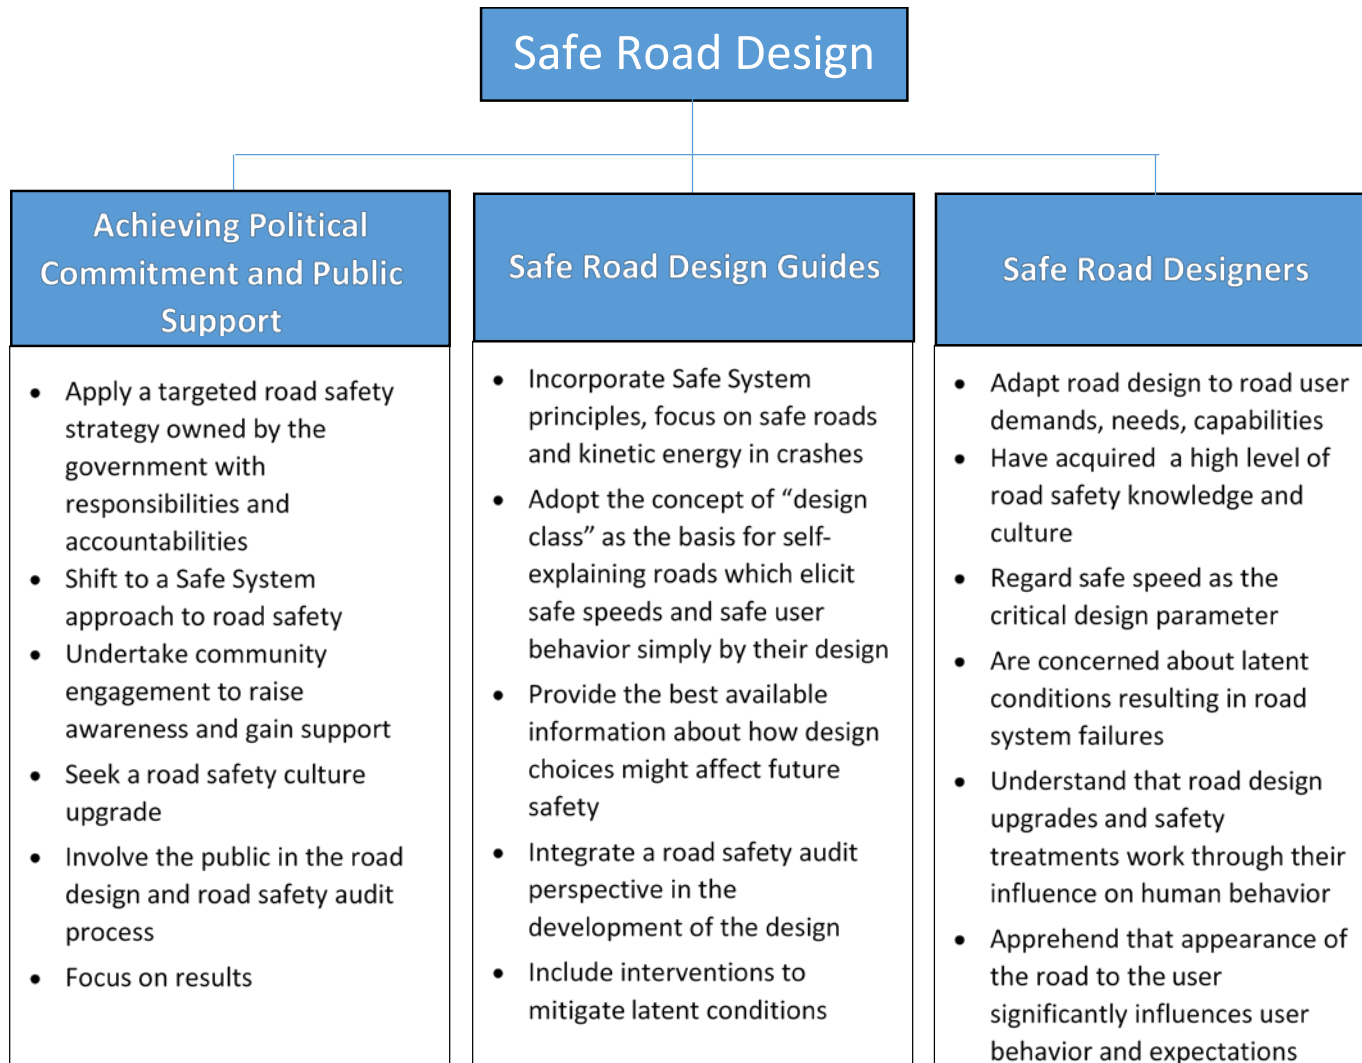 Safe Road Design
Achieving Political
Commitment and Public
Support
• Apply a targeted road safety
strategy owned by the
government with
responsibilities and
accountabilities
• Shift to a Safe System
approach to road safety
• Undertake community
engagement to raise
awareness and gain support
• Seek a road safety culture
upgrade
• Involve the public in the road
design and road safety audit
process
• Focus on results
Safe Road Design Guides
• Incorporate Safe System
principles, focus on safe roads
and kinetic energy in crashes
• Adopt the concept of “design
class” as the basis for self-
explaining roads which elicit
safe speeds and safe user
behavior simply by their design
• Provide the best available
information about how design
choices might affect future
safety
• Integrate a road safety audit
perspective in the
development of the design
• Include interventions to
mitigate latent conditions
Safe Road Designers
• Adapt road design to road user
demands, needs, capabilities
• Have acquired  a high level of
road safety knowledge and
culture
• Regard safe speed as the
critical design parameter
• Are concerned about latent
conditions resulting in road
system failures
• Understand that road design
upgrades and safety
treatments work through their
influence on human behavior
• Apprehend that appearance of
the road to the user
significantly influences user
behavior and expectations